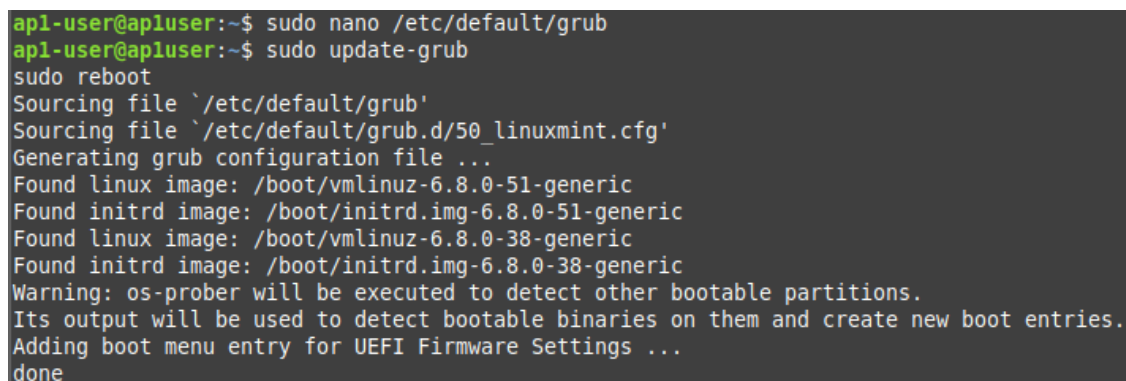 ap1-user@ap1user:~$ sudo nano /etc/default/grub
ap1-user@ap1user:~$ sudo update-grub
sudo reboot
Sourcing file `/etc/default/grub'
Sourcing file `/etc/default/grub.d/50_linuxmint.cfg'
Generating grub configuration file ...
Found linux image: /boot/vmlinuz-6.8.0-51-generic
Found initrd image: /boot/initrd.img-6.8.0-51-generic
Found linux image: /boot/vmlinuz-6.8.0-38-generic
Found initrd image: /boot/initrd.img-6.8.0-38-generic
Warning: os-prober will be executed to detect other bootable partitions.
Its output will be used to detect bootable binaries on them and create new boot entries.
Adding boot menu entry for UEFI Firmware Settings ...
done